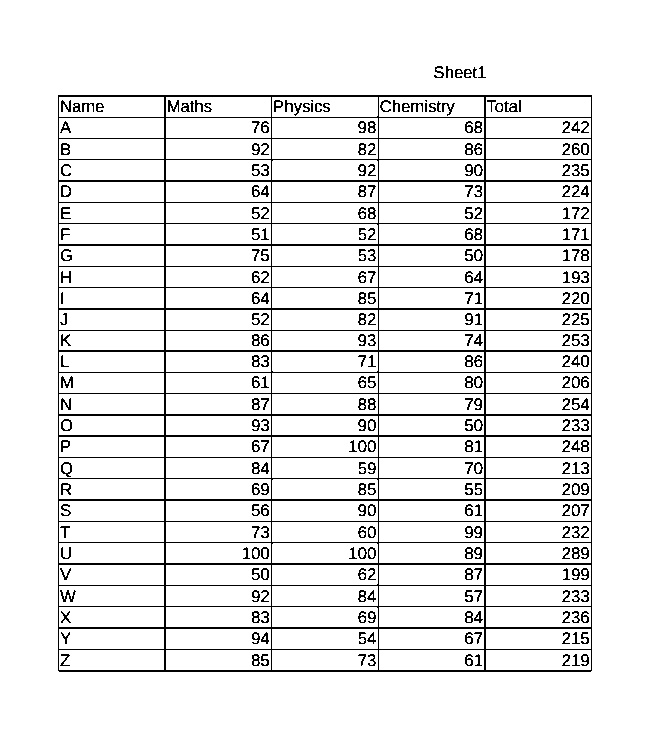 Sheet1
Name Maths Physics Chemistry Total
A 76 98 68 242
B 92 82 86 260
C 53 92 90 235
D 64 87 73 224
E 52 68 52 172
F 51 52 68 171
G 75 53 50 178
H 62 67 64 193
I 64 85 71 220
J 52 82 91 225
K 86 93 74 253
L 83 71 86 240
M 61 65 80 206
N 87 88 79 254
O 93 90 50 233
P 67 100 81 248
Q 84 59 70 213
R 69 85 55 209
S 56 90 61 207
T 73 60 99 232
U 100 100 89 289
V 50 62 87 199
W 92 84 57 233
X 83 69 84 236
Y 94 54 67 215
Z 85 73 61 219